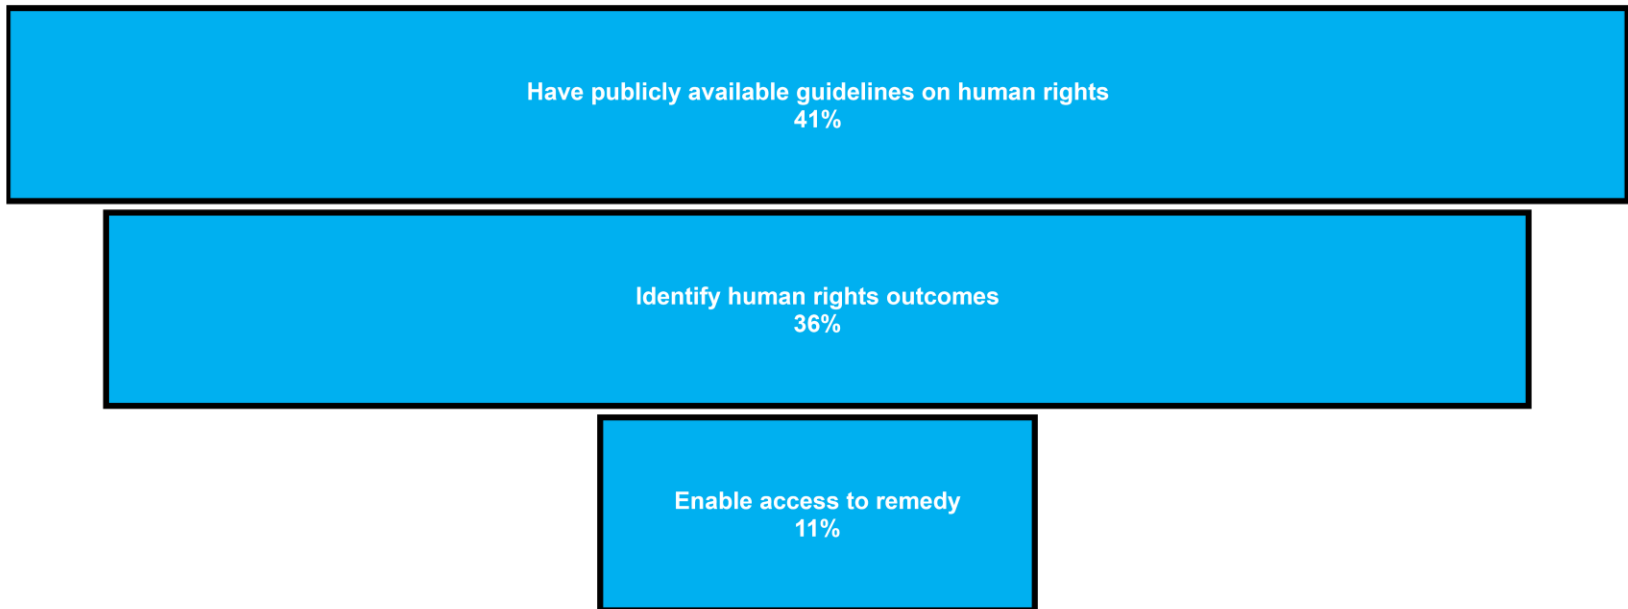 Have publicly available guidelines on human rights
41%
Identify human rights outcomes
36%
Enable access to remedy
11%